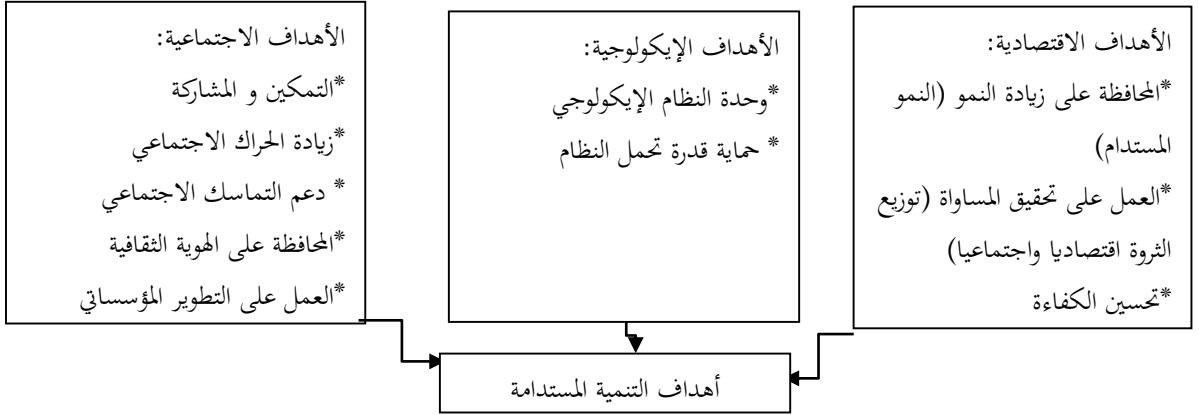 الأهداف الاقتصادية:
*المحافظة على زيادة النمو (النمو
المستدام)
*العمل على تحقيق المساواة (توزيع
الثروة اقتصاديا واجتماعيا)
*تحسين الكفاءة
الأهداف الإيكولوجية:
*وحدة النظام الإيكولوجي
* حماية قدرة تحمل النظام
الأهداف الاجتماعية:
*التمكين و المشاركة
*زيادة الحراك الاجتماعي
* دعم التماسك الاجتماعي
*المحافظة على الهوية الثقافية
*العمل على التطوير المؤسساتي
أهداف التنمية المستدامة